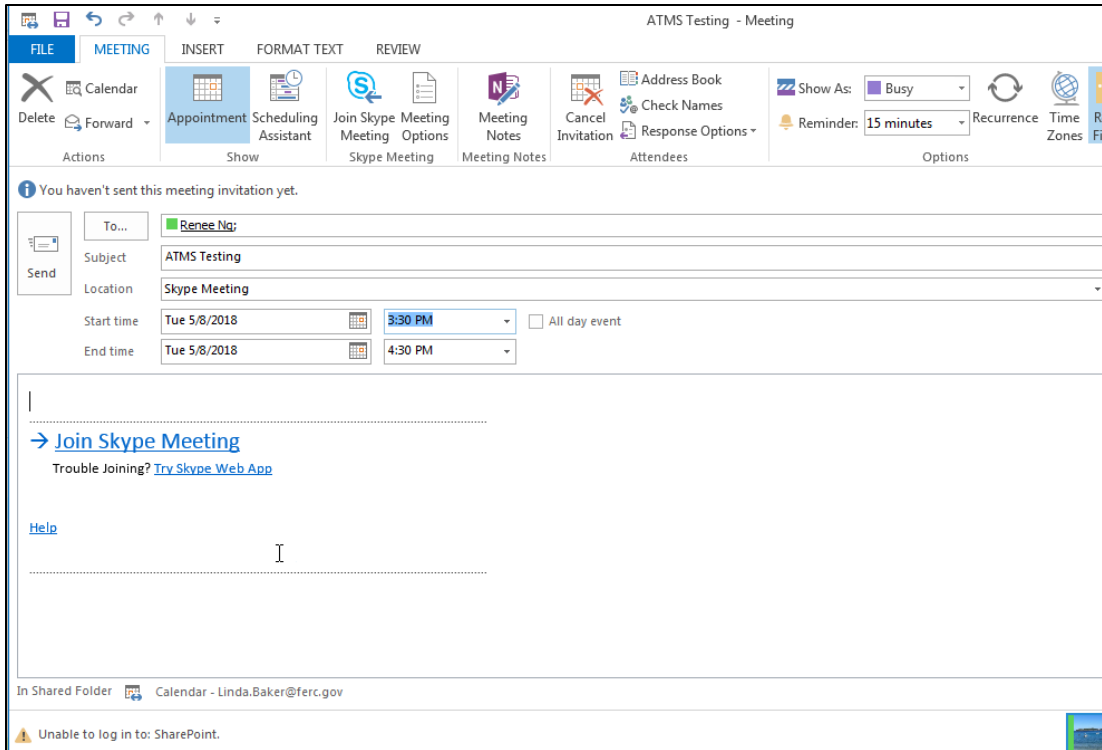 ATMS Testing - Meeting
FILE MEETING INSERT FORMAT TEXT REVIEW
Delete
Calendar
Forward
Actions
Appointment
Scheduling
Assistant
Show
Join Skype
Meeting
Meeting
Options
Skype Meeting
Meeting
Notes
Meeting Notes
Cancel
Invitation
Address Book
Check Names
Response Options
Attendees
Show As: Busy
Reminder: 15 minutes
Recurrence
Time
Zones
Options
You haven't sent this meeting invitation yet.
Send
To... Renee Ng;
Subject ATMS Testing
Location Skype Meeting
Start time Tue 5/8/2018 3:30 PM All day event
End time Tue 5/8/2018 4:30 PM
→ Join Skype Meeting
Trouble Joining? Try Skype Web App
Help
In Shared Folder Calendar - Linda.Baker@ferc.gov
Unable to log in to: SharePoint.